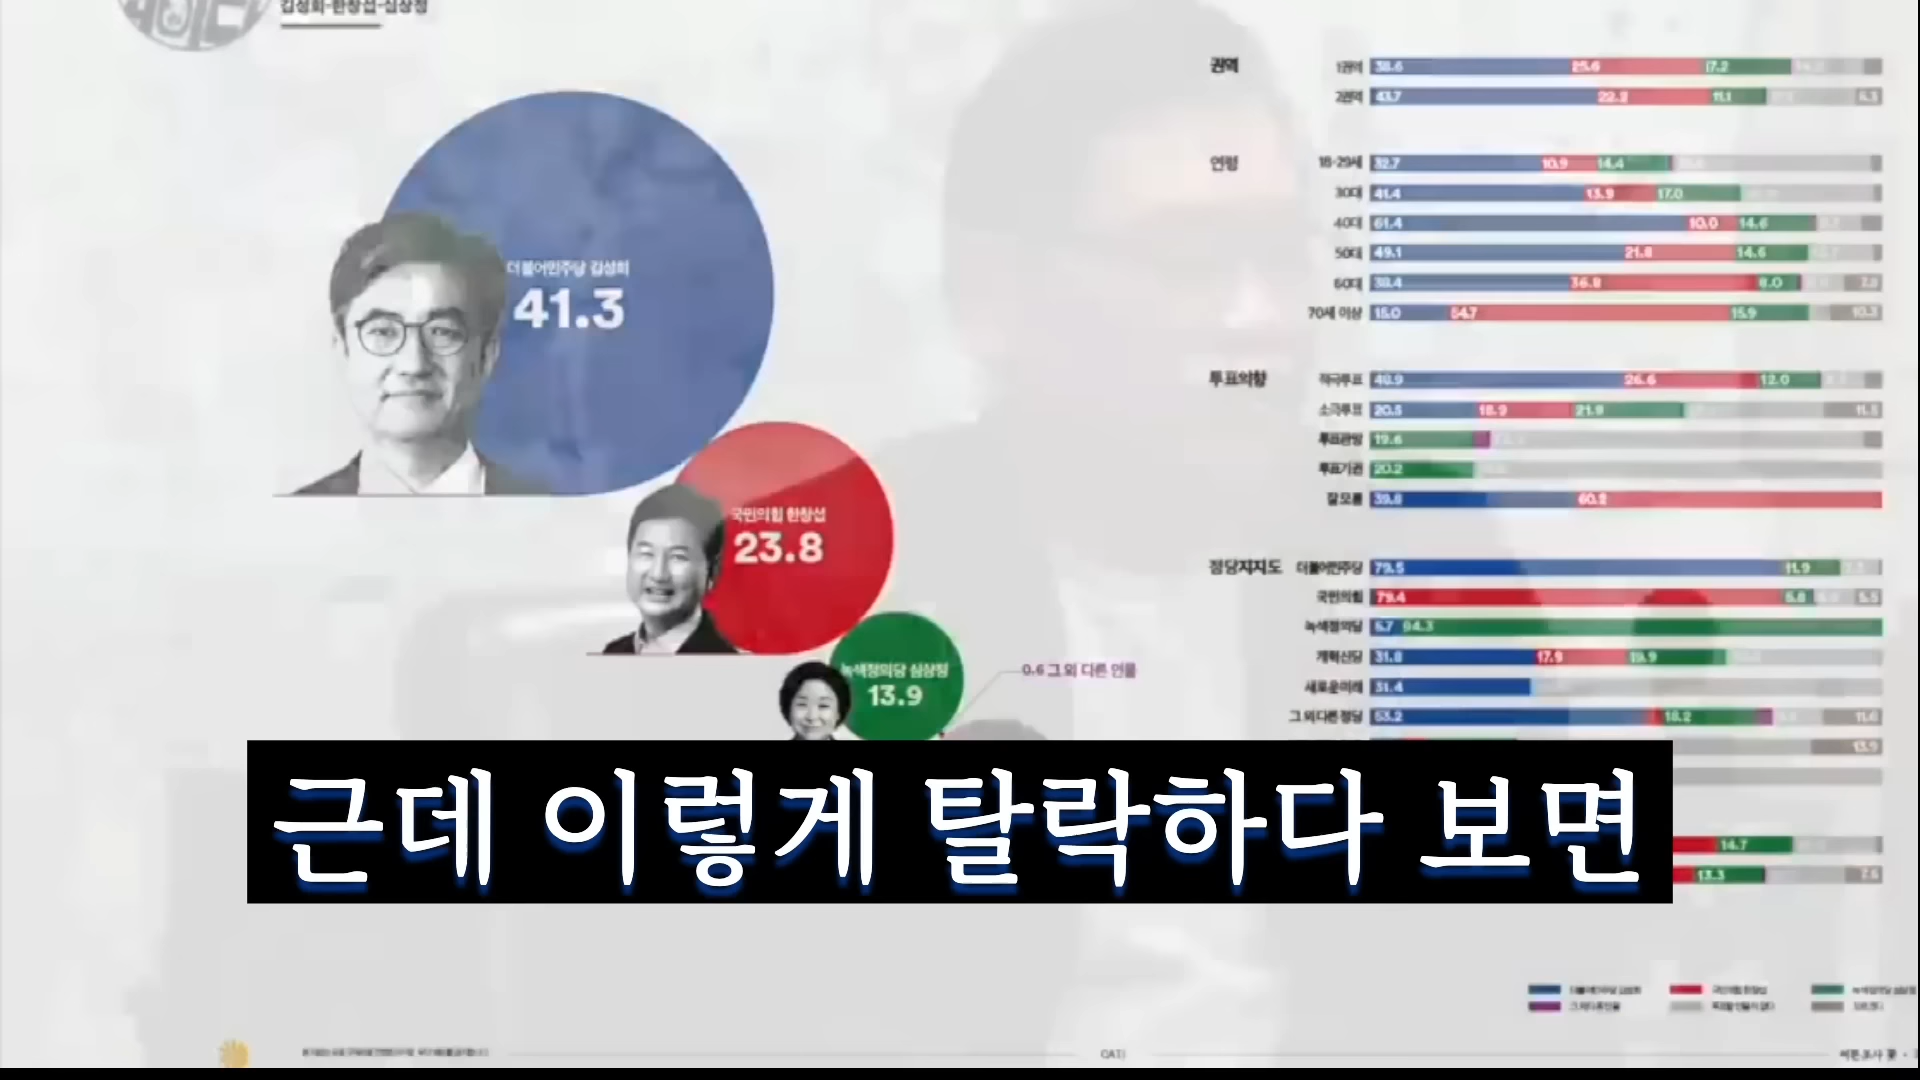 김성회-한창섭-심상정
더불어민주당 김성회
41.3
국민의힘 한창섭
23.8
녹색정의당 심상정
13.9
0.6 그 외 다른 인물
근데 이렇게 탈락하다 보면
권역
1권역 38.6 25.6 17.2
2권역 43.7 22.2 11.1 6.3
연령
18-29세 32.7 10.9 14.4
30대 41.4 13.9 17.0
40대 61.4 10.0 14.6
50대 49.1 21.8 14.6
60대 38.4 36.8 8.0
70세 이상 15.0 54.7 15.9 10.3
투표의향
적극투표 48.9 26.6 12.0
소극투표 20.5 18.9 21.9 11.5
투표관망 19.6
투표기권 20.2
잘 모름 39.8 60.2
정당지지도
더불어민주당 79.5 11.9
국민의힘 79.4 5.8 5.5
녹색정의당 5.7 94.3
개혁신당 31.8 17.9 19.9
새로운미래 31.4
그 외 다른 정당 53.2 18.2 11.6
13.9
14.7
13.3
CATI
여론조사 꽃